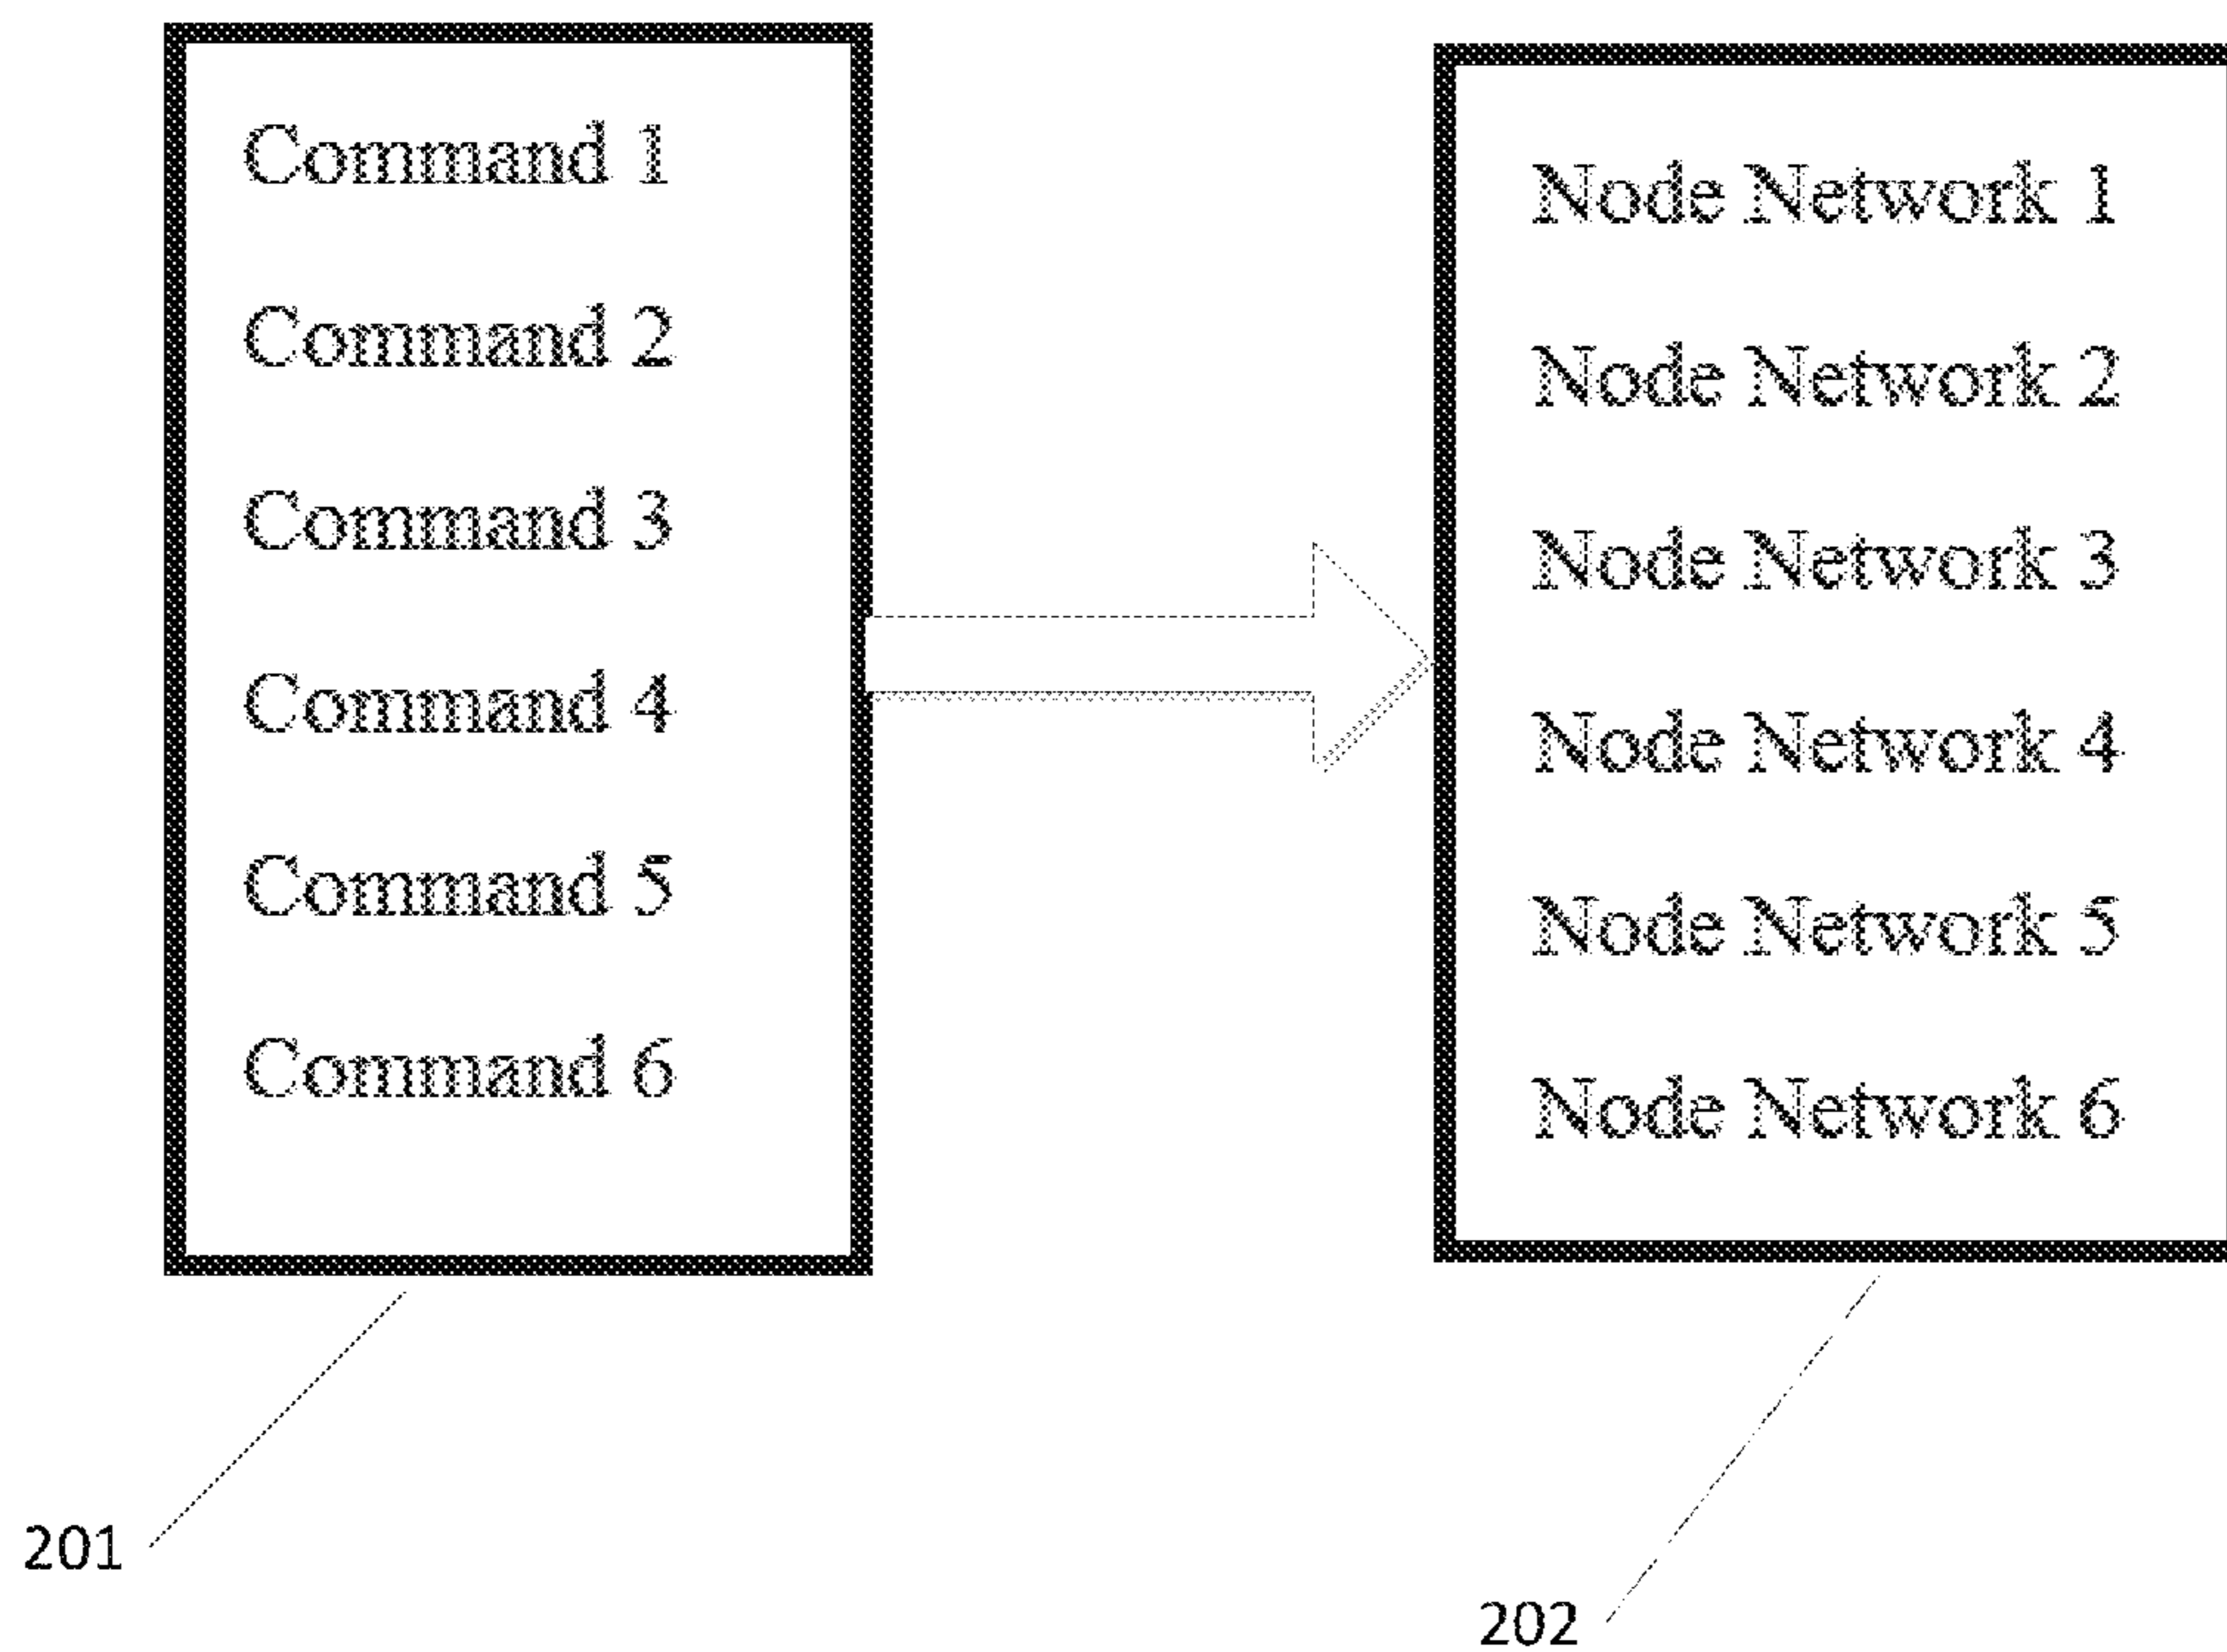 Command 1
Command 2
Command 3
Command 4
Command 5
Command 6
Node Network 1
Node Network 2
Node Network 3
Node Network 4
Node Network 5
Node Network 6
201
202